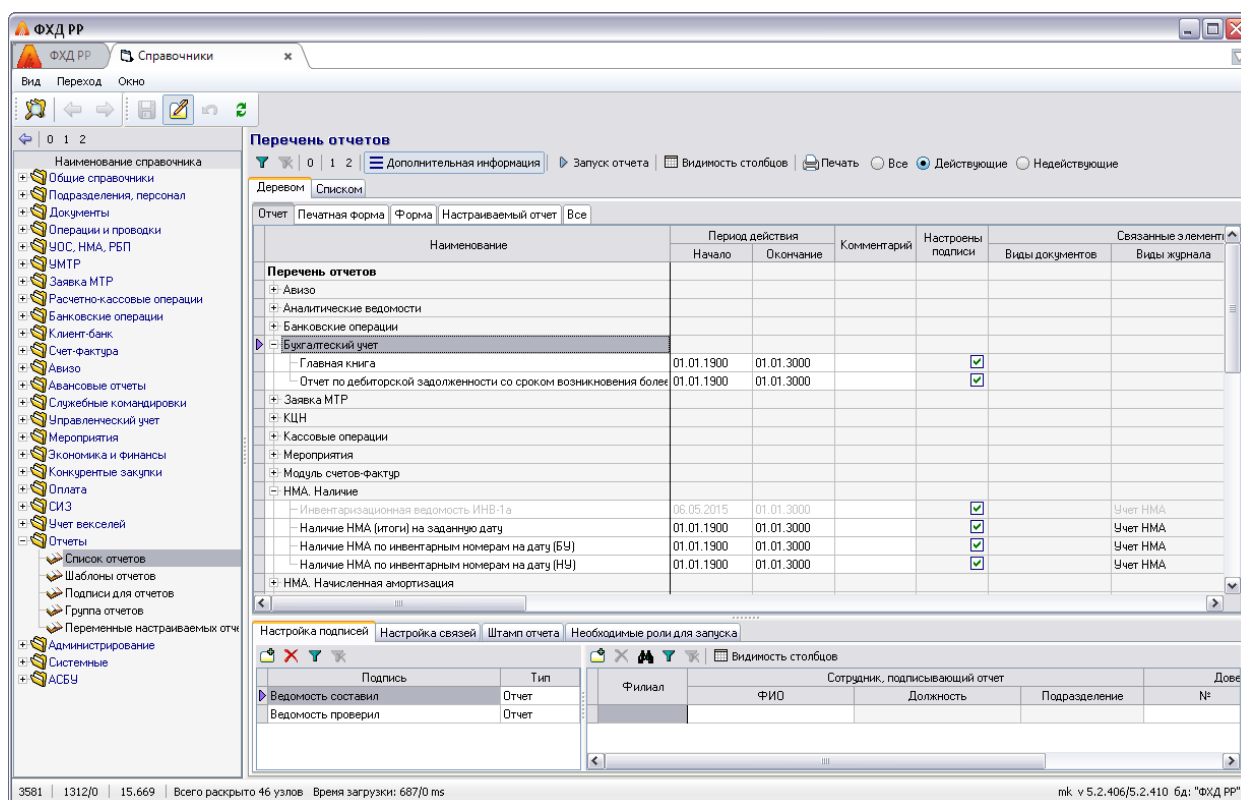 ФХД РР
ФХД РР Справочники
Вид Переход Окно
0 1 2
Наименование справочника
Общие справочники
Подразделения, персонал
Документы
Операции и проводки
УОС, НМА, РБП
УМТР
Заявка МТР
Расчетно-кассовые операции
Банковские операции
Клиент-банк
Счет-фактура
Авизо
Авансовые отчеты
Служебные командировки
Управленческий учет
Мероприятия
Экономика и финансы
Конкурентые закупки
Оплата
СИЗ
Учет векселей
Отчеты
Список отчетов
Шаблоны отчетов
Подписи для отчетов
Группа отчетов
Переменные настраиваемых отче
Администрирование
Системные
АСБУ
Перечень отчетов
0 1 2 Дополнительная информация Запуск отчета Видимость столбцов Печать Все Действующие Недействующие
Деревом Списком
Отчет Печатная форма Форма Настраиваемый отчет Все
Наименование Период действия Комментарий Настроены подписи Связанные элементы
Начало Окончание Виды документов Виды журнала
Перечень отчетов
Авизо
Аналитические ведомости
Банковские операции
Бухгалтеский учет
Главная книга 01.01.1900 01.01.3000
Отчет по дебиторской задолженности со сроком возникновения более 01.01.1900 01.01.3000
Заявка МТР
КЦН
Кассовые операции
Мероприятия
Модуль счетов-фактур
НМА. Наличие
Инвентаризационная ведомость ИНВ-1а 06.05.2015 01.01.3000 Учет НМА
Наличие НМА (итоги) на заданную дату 01.01.1900 01.01.3000 Учет НМА
Наличие НМА по инвентарным номерам на дату (БУ) 01.01.1900 01.01.3000 Учет НМА
Наличие НМА по инвентарным номерам на дату (НУ) 01.01.1900 01.01.3000 Учет НМА
НМА. Начисленная амортизация
Настройка подписей Настройка связей Штамп отчета Необходимые роли для запуска
Видимость столбцов
Подпись Тип
Ведомость составил Отчет
Ведомость проверил Отчет
Филиал Сотрудник, подписывающий отчет Дове
ФИО Должность Подразделение №
3581 1312/0 15.669 Всего раскрыто 46 узлов Время загрузки: 687/0 ms mk v 5.2.406/5.2.410 бд: "ФХД РР"